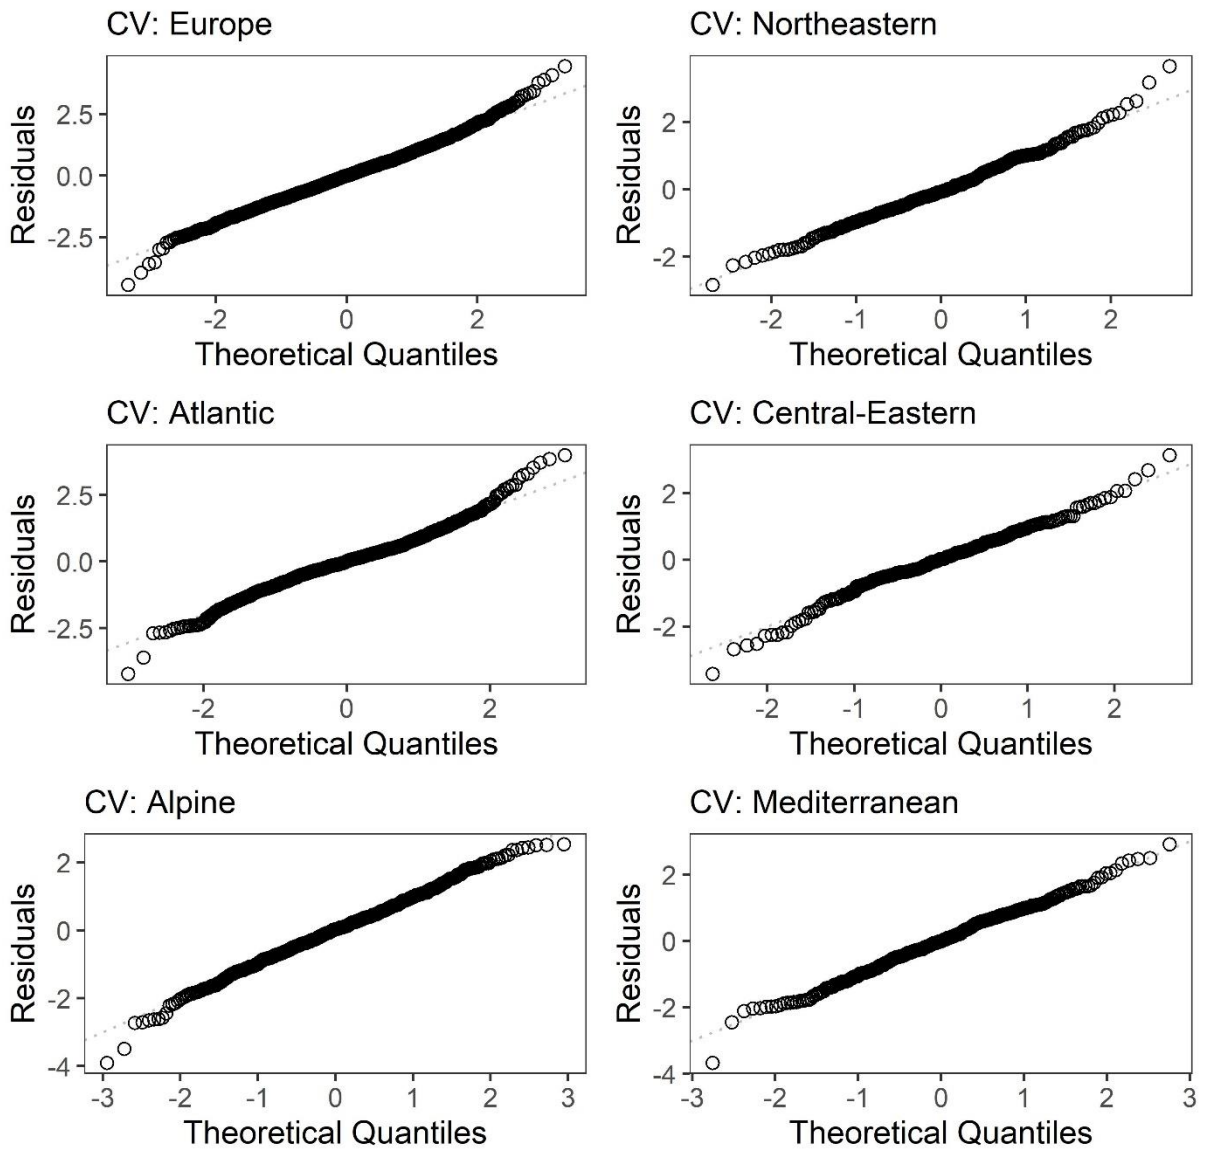 CV: Europe
Residuals
2.5
0.0
-2.5
-2 0 2
Theoretical Quantiles
CV: Northeastern
Residuals
2
0
-2
-2 -1 0 1 2
Theoretical Quantiles
CV: Atlantic
Residuals
2.5
0.0
-2.5
-2 0 2
Theoretical Quantiles
CV: Central-Eastern
Residuals
2
0
-2
-2 -1 0 1 2
Theoretical Quantiles
CV: Alpine
Residuals
2
0
-2
-4
-3 -2 -1 0 1 2 3
Theoretical Quantiles
CV: Mediterranean
Residuals
2
0
-2
-4
-3 -2 -1 0 1 2 3
Theoretical Quantiles